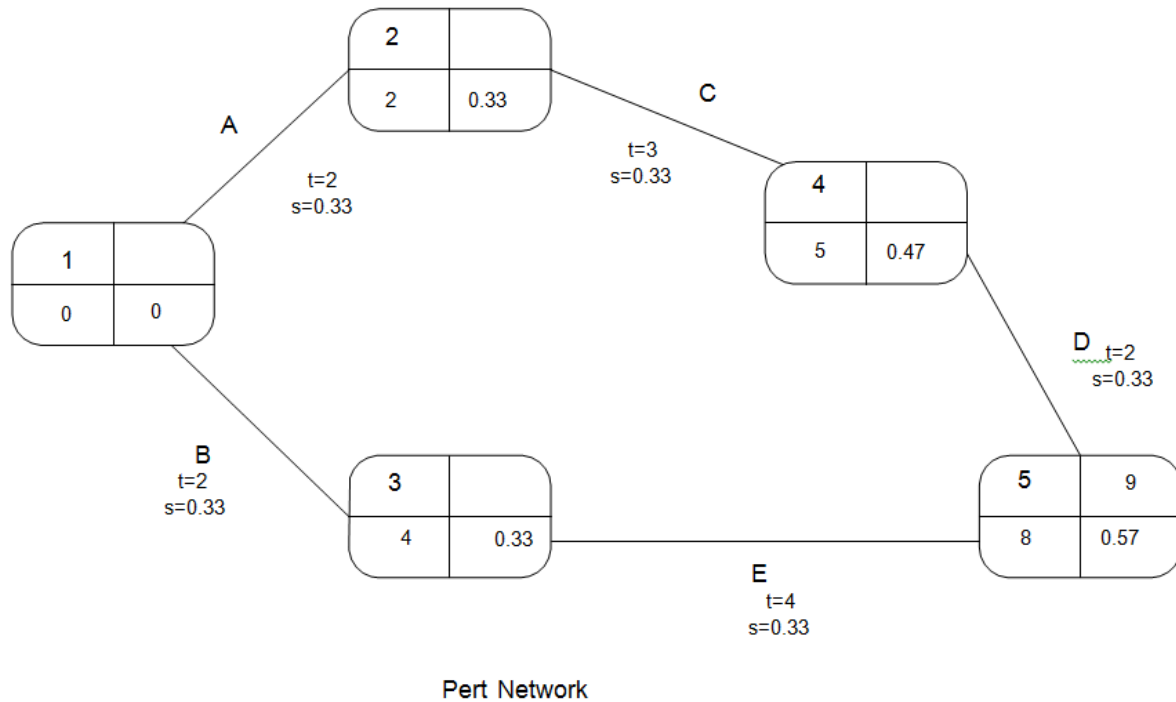 2
2 0.33
A
t=2
s=0.33
C
t=3
s=0.33
4
5 0.47
1
0 0
D t=2
s=0.33
B
t=2
s=0.33
3
4 0.33
E
t=4
s=0.33
5 9
8 0.57
Pert Network